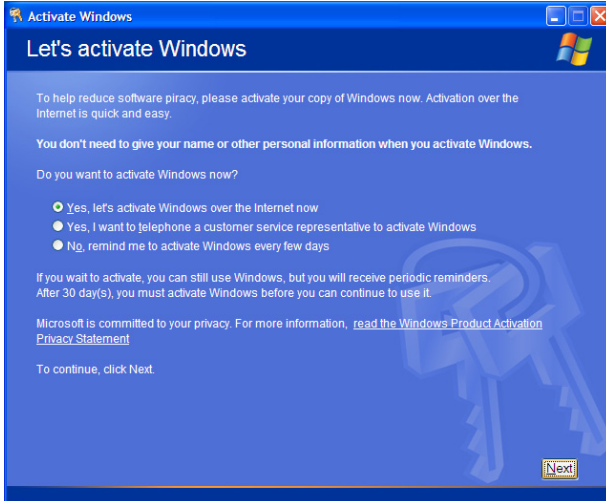 Activate Windows
Let's activate Windows
To help reduce software piracy, please activate your copy of Windows now. Activation over the
Internet is quick and easy.
You don't need to give your name or other personal information when you activate Windows.
Do you want to activate Windows now?
Yes, let's activate Windows over the Internet now
Yes, I want to telephone a customer service representative to activate Windows
No, remind me to activate Windows every few days
If you wait to activate, you can still use Windows, but you will receive periodic reminders.
After 30 day(s), you must activate Windows before you can continue to use it.
Microsoft is committed to your privacy. For more information, read the Windows Product Activation
Privacy Statement
To continue, click Next.
Next